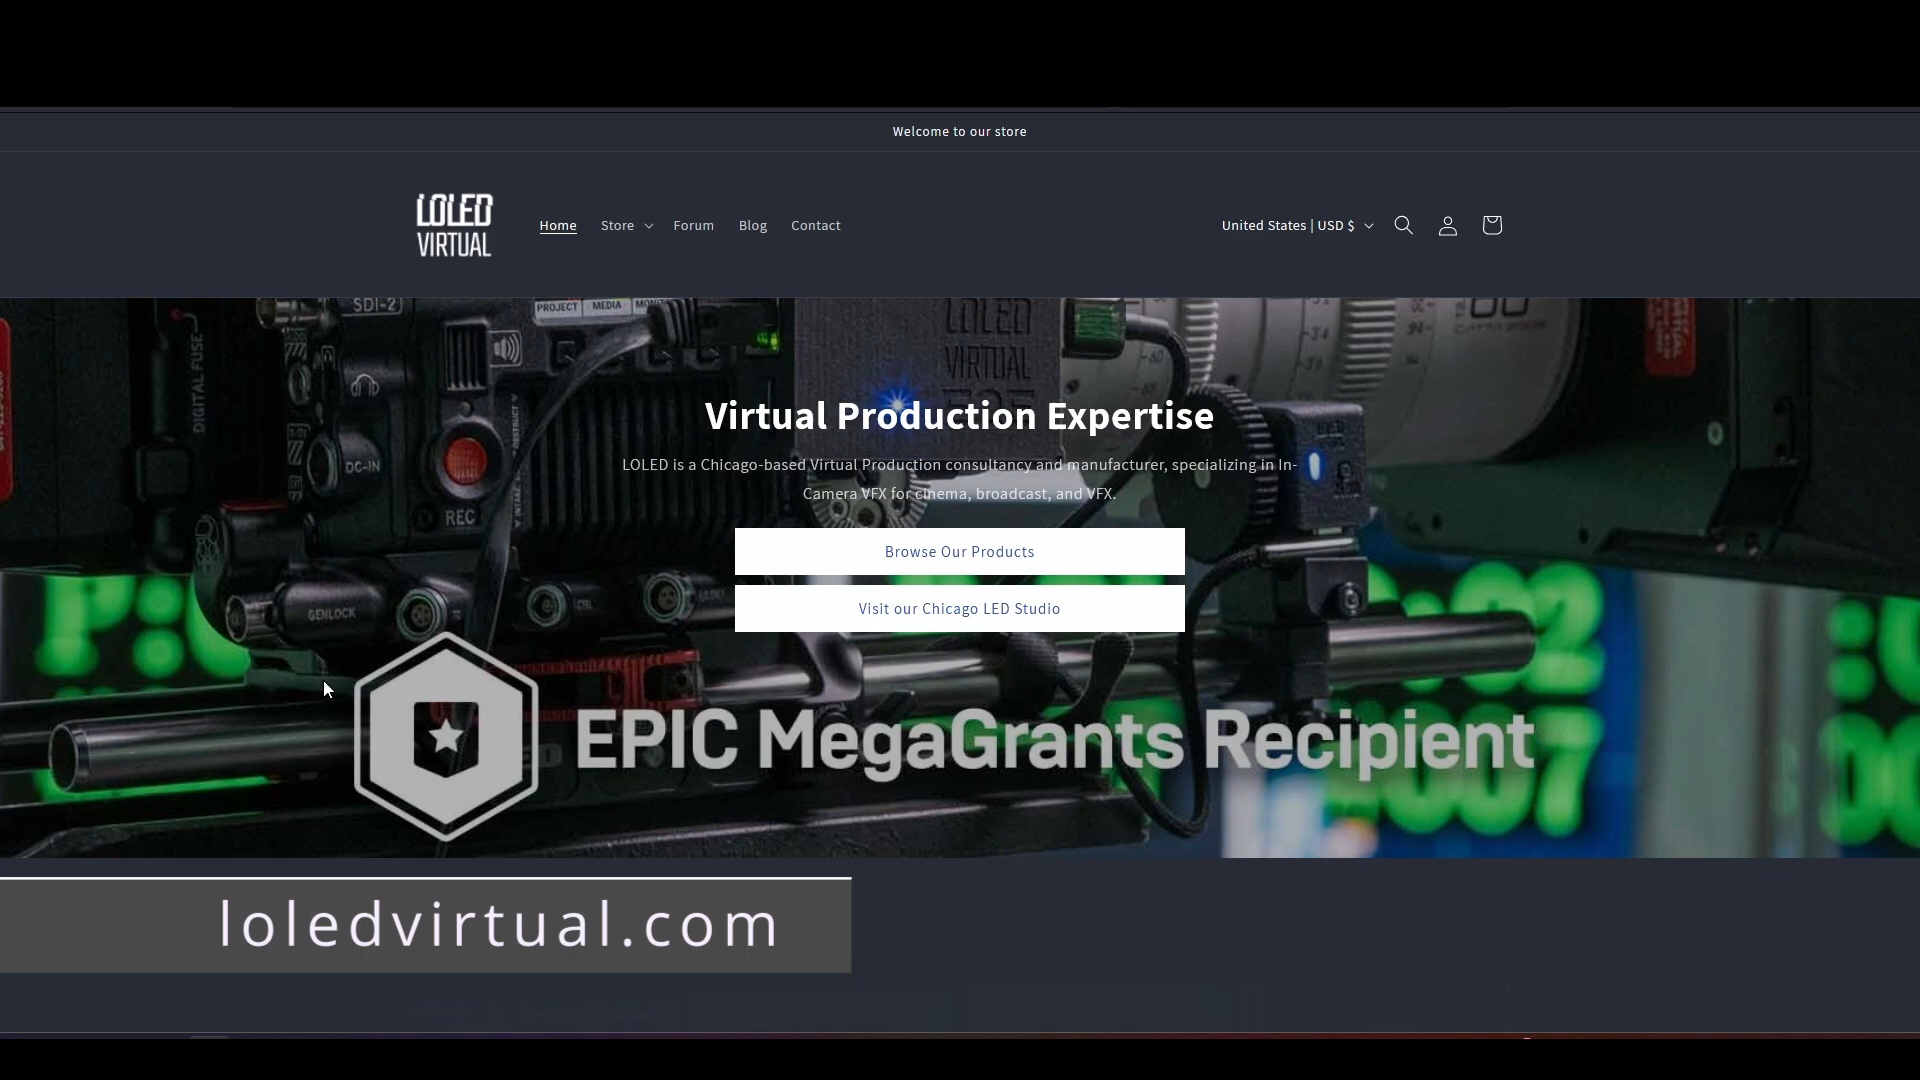 Welcome to our store
LOLED
VIRTUAL
Home
Store
Forum
Blog
Contact
United States | USD $
SDI-2
PROJECT
MEDIA
DIGITAL FUSE
LOLED
VIRTUAL
DC-IN
REC
GENLOCK
Virtual Production Expertise
LOLED is a Chicago-based Virtual Production consultancy and manufacturer, specializing in In-
Camera VFX for cinema, broadcast, and VFX.
Browse Our Products
Visit our Chicago LED Studio
EPIC MegaGrants Recipient
loledvirtual.com